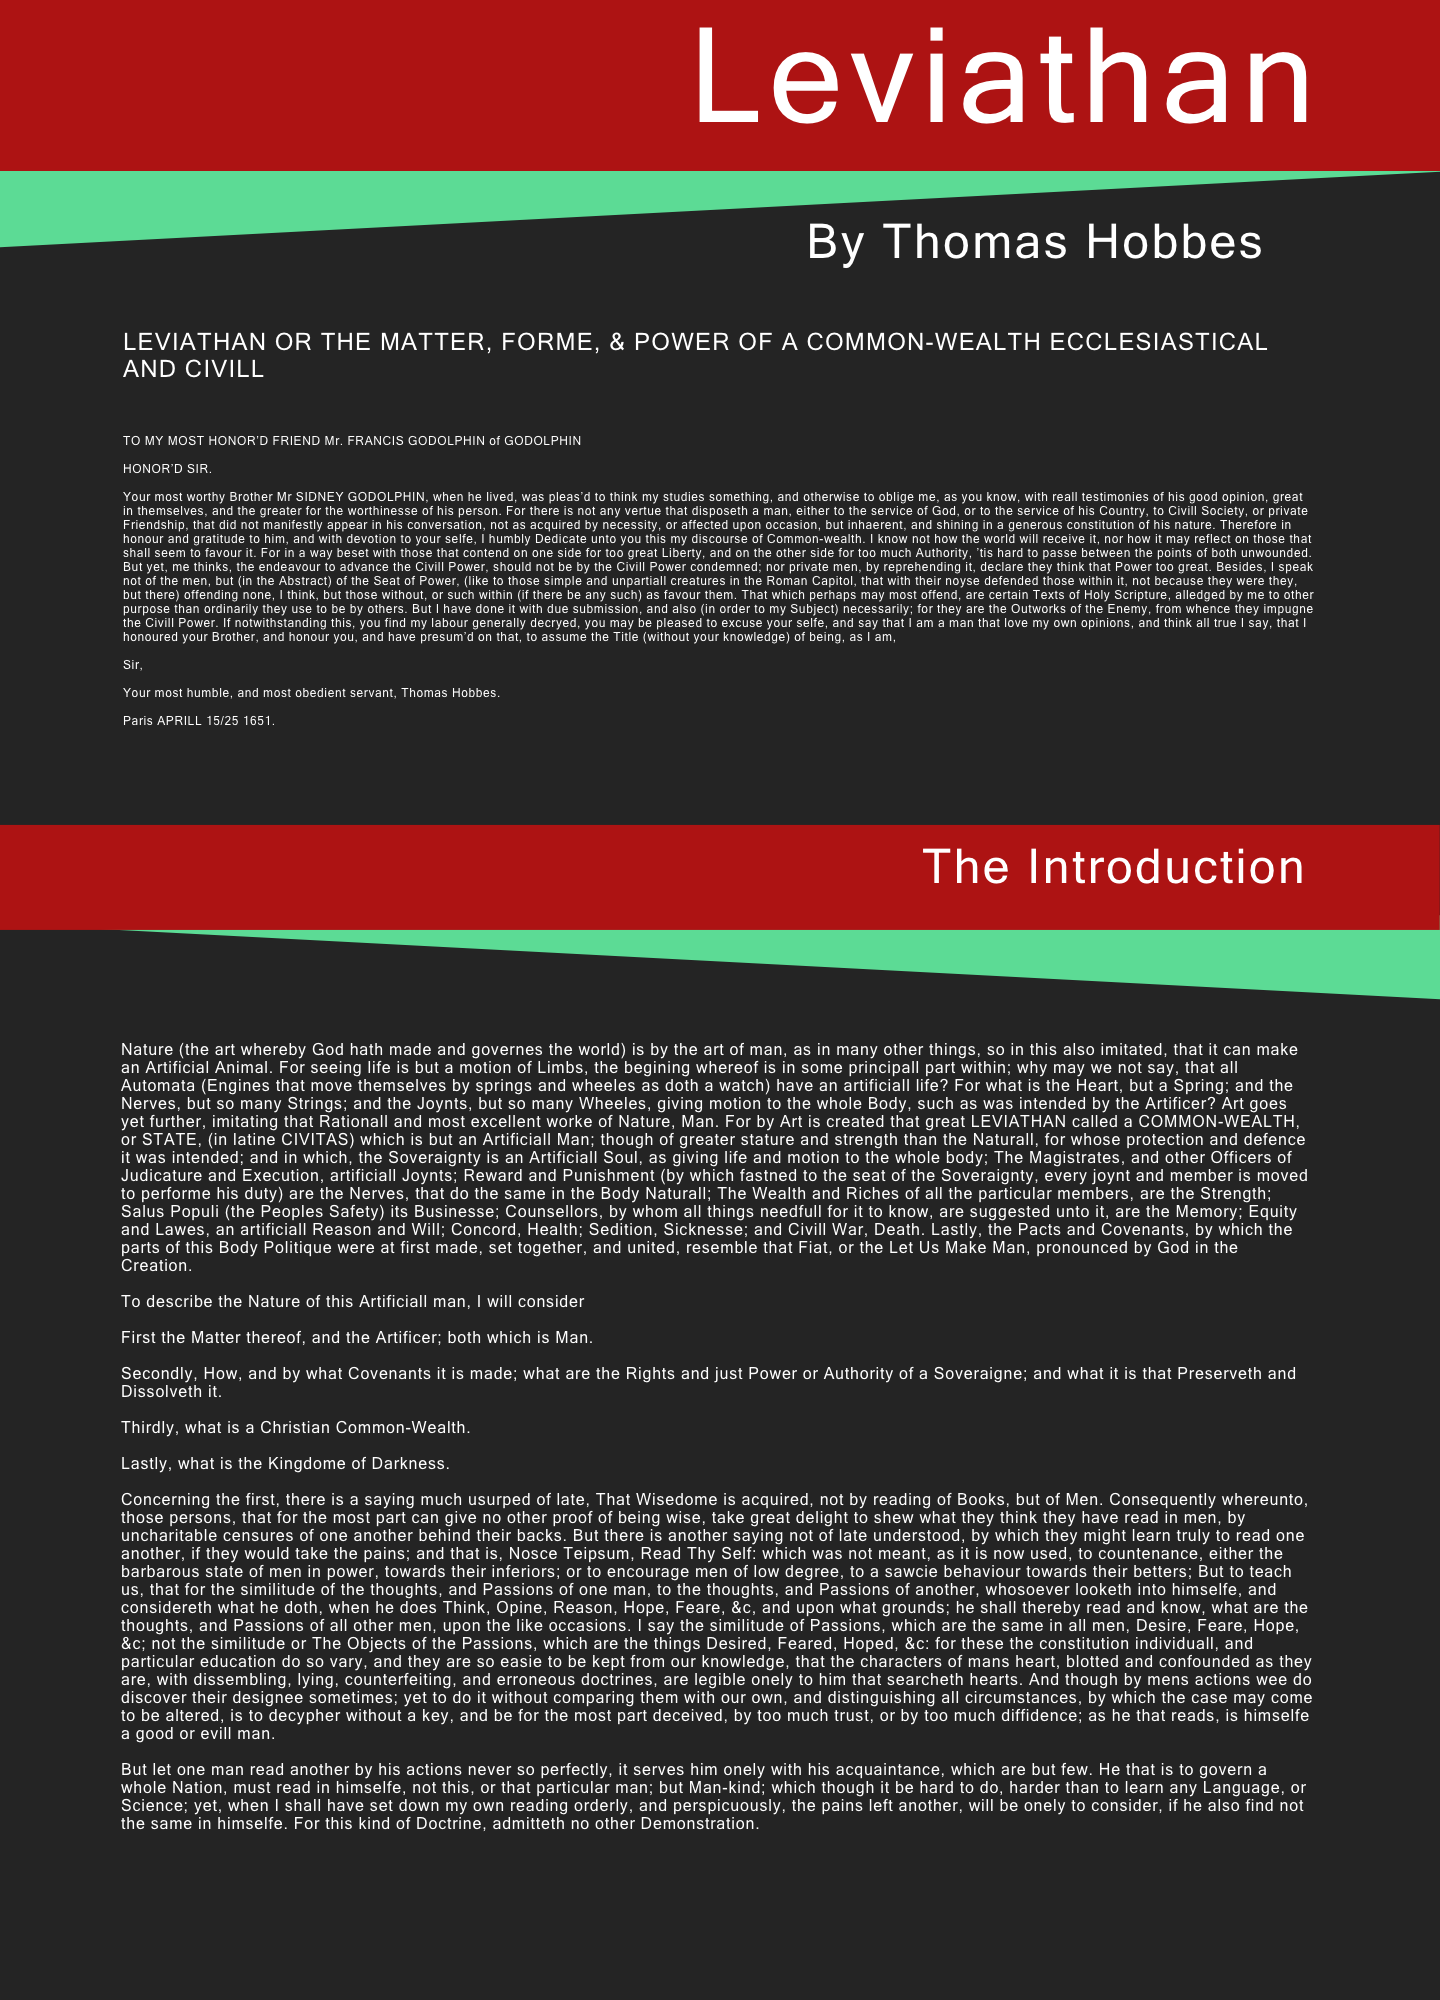 Leviathan
By Thomas Hobbes
LEVIATHAN OR THE MATTER, FORME, & POWER OF A COMMON-WEALTH ECCLESIASTICAL
AND CIVILL
TO MY MOST HONOR’D FRIEND Mr. FRANCIS GODOLPHIN of GODOLPHIN
HONOR’D SIR.
Your most worthy Brother Mr SIDNEY GODOLPHIN, when he lived, was pleas’d to think my studies something, and otherwise to oblige me, as you know, with reall testimonies of his good opinion, great
in themselves, and the greater for the worthinesse of his person. For there is not any vertue that disposeth a man, either to the service of God, or to the service of his Country, to Civill Society, or private
Friendship, that did not manifestly appear in his conversation, not as acquired by necessity, or affected upon occasion, but inhaerent, and shining in a generous constitution of his nature. Therefore in
honour and gratitude to him, and with devotion to your selfe, I humbly Dedicate unto you this my discourse of Common-wealth. I know not how the world will receive it, nor how it may reflect on those that
shall seem to favour it. For in a way beset with those that contend on one side for too great Liberty, and on the other side for too much Authority, ’tis hard to passe between the points of both unwounded.
But yet, me thinks, the endeavour to advance the Civill Power, should not be by the Civill Power condemned; nor private men, by reprehending it, declare they think that Power too great. Besides, I speak
not of the men, but (in the Abstract) of the Seat of Power, (like to those simple and unpartiall creatures in the Roman Capitol, that with their noyse defended those within it, not because they were they,
but there) offending none, I think, but those without, or such within (if there be any such) as favour them. That which perhaps may most offend, are certain Texts of Holy Scripture, alledged by me to other
purpose than ordinarily they use to be by others. But I have done it with due submission, and also (in order to my Subject) necessarily; for they are the Outworks of the Enemy, from whence they impugne
the Civill Power. If notwithstanding this, you find my labour generally decryed, you may be pleased to excuse your selfe, and say that I am a man that love my own opinions, and think all true I say, that I
honoured your Brother, and honour you, and have presum’d on that, to assume the Title (without your knowledge) of being, as I am,
Sir,
Your most humble, and most obedient servant, Thomas Hobbes.
Paris APRILL 15/25 1651.
The Introduction
Nature (the art whereby God hath made and governes the world) is by the art of man, as in many other things, so in this also imitated, that it can make
an Artificial Animal. For seeing life is but a motion of Limbs, the begining whereof is in some principall part within; why may we not say, that all
Automata (Engines that move themselves by springs and wheeles as doth a watch) have an artificiall life? For what is the Heart, but a Spring; and the
Nerves, but so many Strings; and the Joynts, but so many Wheeles, giving motion to the whole Body, such as was intended by the Artificer? Art goes
yet further, imitating that Rationall and most excellent worke of Nature, Man. For by Art is created that great LEVIATHAN called a COMMON-WEALTH,
or STATE, (in latine CIVITAS) which is but an Artificiall Man; though of greater stature and strength than the Naturall, for whose protection and defence
it was intended; and in which, the Soveraignty is an Artificiall Soul, as giving life and motion to the whole body; The Magistrates, and other Officers of
Judicature and Execution, artificiall Joynts; Reward and Punishment (by which fastned to the seat of the Soveraignty, every joynt and member is moved
to performe his duty) are the Nerves, that do the same in the Body Naturall; The Wealth and Riches of all the particular members, are the Strength;
Salus Populi (the Peoples Safety) its Businesse; Counsellors, by whom all things needfull for it to know, are suggested unto it, are the Memory; Equity
and Lawes, an artificiall Reason and Will; Concord, Health; Sedition, Sicknesse; and Civill War, Death. Lastly, the Pacts and Covenants, by which the
parts of this Body Politique were at first made, set together, and united, resemble that Fiat, or the Let Us Make Man, pronounced by God in the
Creation.
To describe the Nature of this Artificiall man, I will consider
First the Matter thereof, and the Artificer; both which is Man.
Secondly, How, and by what Covenants it is made; what are the Rights and just Power or Authority of a Soveraigne; and what it is that Preserveth and
Dissolveth it.
Thirdly, what is a Christian Common-Wealth.
Lastly, what is the Kingdome of Darkness.
Concerning the first, there is a saying much usurped of late, That Wisedome is acquired, not by reading of Books, but of Men. Consequently whereunto,
those persons, that for the most part can give no other proof of being wise, take great delight to shew what they think they have read in men, by
uncharitable censures of one another behind their backs. But there is another saying not of late understood, by which they might learn truly to read one
another, if they would take the pains; and that is, Nosce Teipsum, Read Thy Self: which was not meant, as it is now used, to countenance, either the
barbarous state of men in power, towards their inferiors; or to encourage men of low degree, to a sawcie behaviour towards their betters; But to teach
us, that for the similitude of the thoughts, and Passions of one man, to the thoughts, and Passions of another, whosoever looketh into himselfe, and
considereth what he doth, when he does Think, Opine, Reason, Hope, Feare, &c, and upon what grounds; he shall thereby read and know, what are the
thoughts, and Passions of all other men, upon the like occasions. I say the similitude of Passions, which are the same in all men, Desire, Feare, Hope,
&c; not the similitude or The Objects of the Passions, which are the things Desired, Feared, Hoped, &c: for these the constitution individuall, and
particular education do so vary, and they are so easie to be kept from our knowledge, that the characters of mans heart, blotted and confounded as they
are, with dissembling, lying, counterfeiting, and erroneous doctrines, are legible onely to him that searcheth hearts. And though by mens actions wee do
discover their designee sometimes; yet to do it without comparing them with our own, and distinguishing all circumstances, by which the case may come
to be altered, is to decypher without a key, and be for the most part deceived, by too much trust, or by too much diffidence; as he that reads, is himselfe
a good or evill man.
But let one man read another by his actions never so perfectly, it serves him onely with his acquaintance, which are but few. He that is to govern a
whole Nation, must read in himselfe, not this, or that particular man; but Man-kind; which though it be hard to do, harder than to learn any Language, or
Science; yet, when I shall have set down my own reading orderly, and perspicuously, the pains left another, will be onely to consider, if he also find not
the same in himselfe. For this kind of Doctrine, admitteth no other Demonstration.